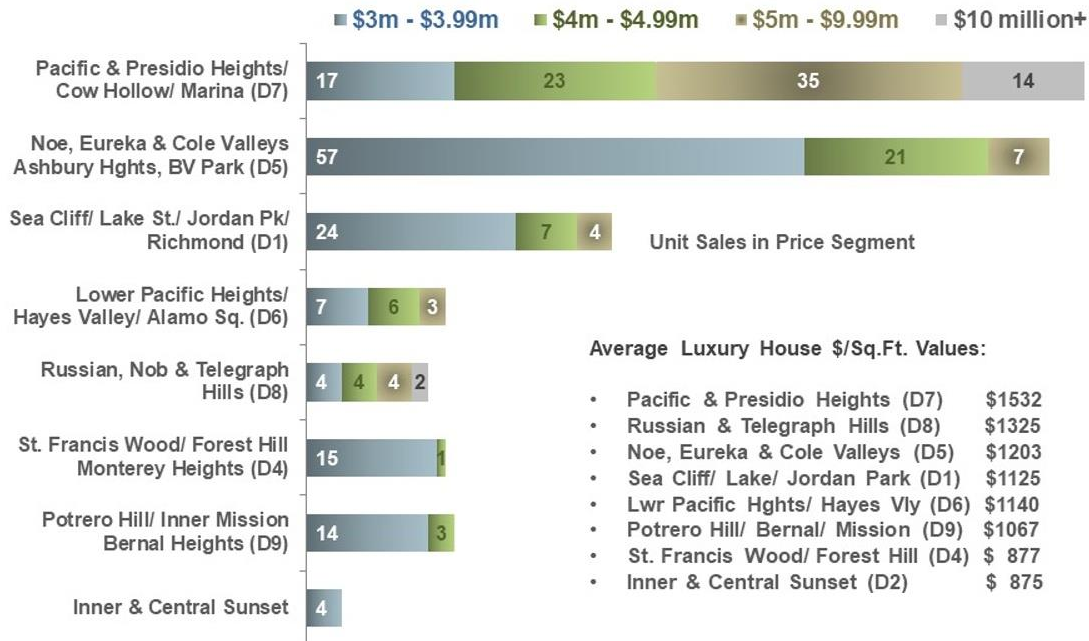 $3m - $3.99m $4m - $4.99m $5m - $9.99m $10 million+
Pacific & Presidio Heights/
Cow Hollow/ Marina (D7)
17 23 35 14
Noe, Eureka & Cole Valleys
Ashbury Hghts, BV Park (D5)
57 21 7
Sea Cliff/ Lake St./ Jordan Pk/
Richmond (D1)
24 7 4
Unit Sales in Price Segment
Lower Pacific Heights/
Hayes Valley/ Alamo Sq. (D6)
7 6 3
Russian, Nob & Telegraph
Hills (D8)
4 4 4 2
St. Francis Wood/ Forest Hill
Monterey Heights (D4)
15 1
Potrero Hill/ Inner Mission
Bernal Heights (D9)
14 3
Inner & Central Sunset
4
Average Luxury House $/Sq.Ft. Values:
• Pacific & Presidio Heights (D7) $1532
• Russian & Telegraph Hills (D8) $1325
• Noe, Eureka & Cole Valleys (D5) $1203
• Sea Cliff/ Lake/ Jordan Park (D1) $1125
• Lwr Pacific Hghts/ Hayes Vly (D6) $1140
• Potrero Hill/ Bernal/ Mission (D9) $1067
• St. Francis Wood/ Forest Hill (D4) $ 877
• Inner & Central Sunset (D2) $ 875